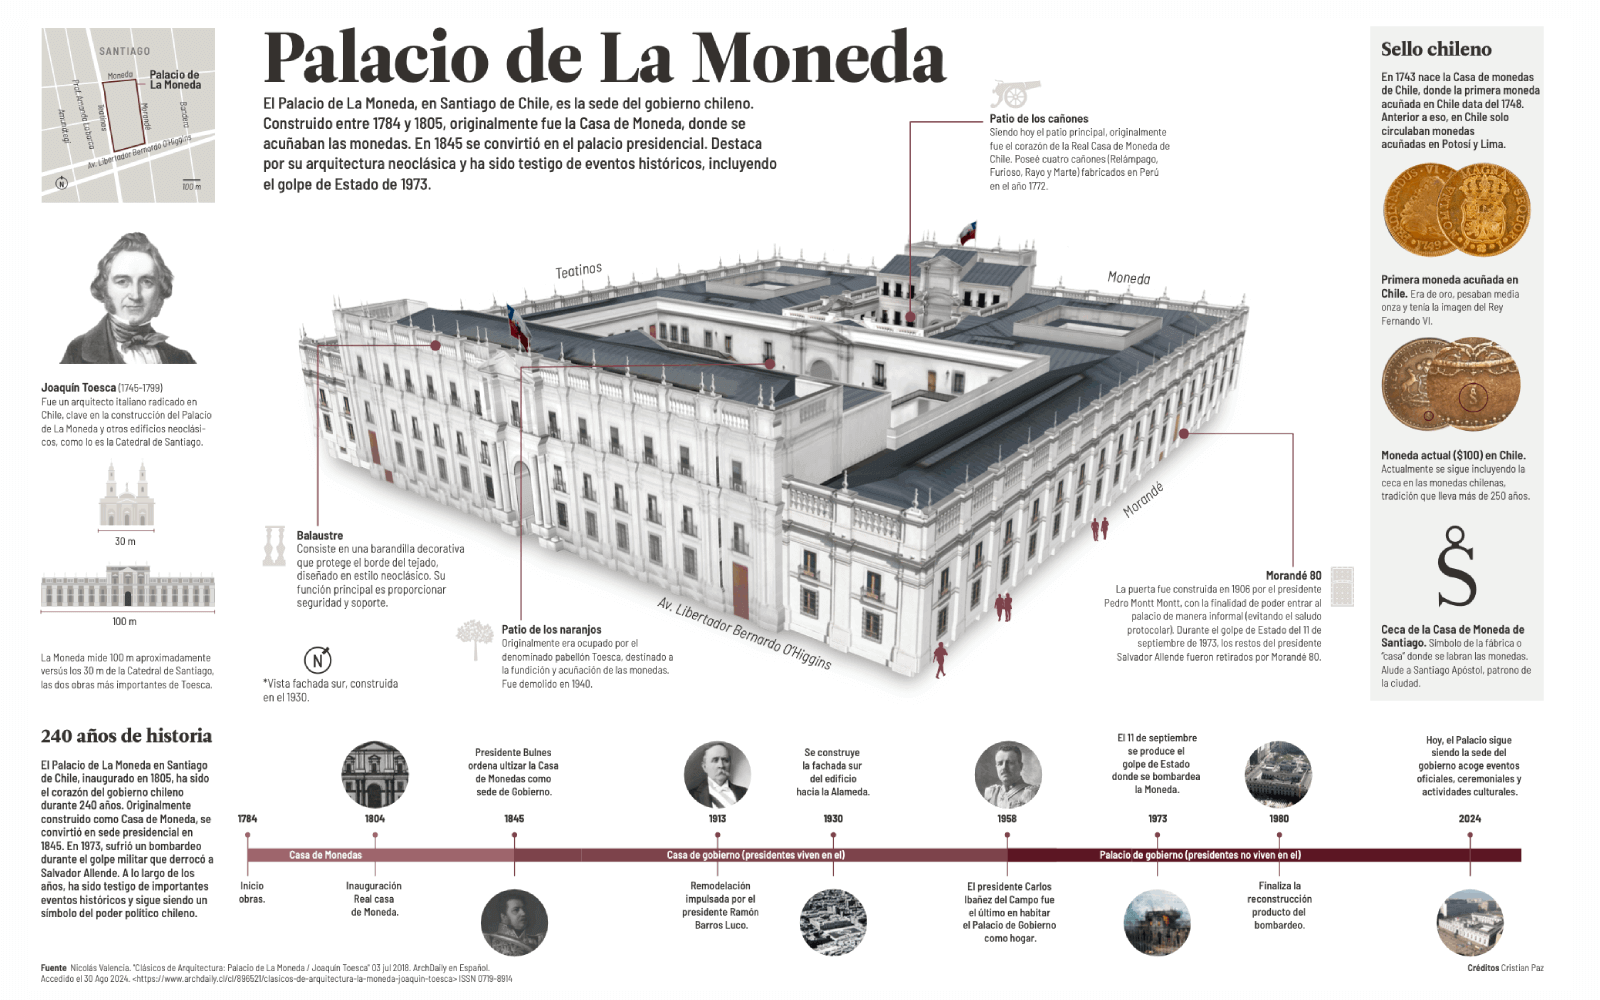 SANTIAGO
Moneda
Palacio de
La Moneda
Prof. Amanda Labarca
Teatinos
Morandé
Bandera
Av. Libertador Bernardo O'Higgins
N
100 m
Palacio de La Moneda
El Palacio de La Moneda, en Santiago de Chile, es la sede del gobierno chileno.
Construido entre 1784 y 1805, originalmente fue la Casa de Moneda, donde se
acuñaban las monedas. En 1845 se convirtió en el palacio presidencial. Destaca
por su arquitectura neoclásica y ha sido testigo de eventos históricos, incluyendo
el golpe de Estado de 1973.
Patio de los cañones
Siendo hoy el patio principal, originalmente
fue el corazón de la Real Casa de Moneda de
Chile. Poseé cuatro cañones (Relámpago,
Furioso, Rayo y Marte) fabricados en Perú
en el año 1772.
Sello chileno
En 1743 nace la Casa de monedas
de Chile, donde la primera moneda
acuñada en Chile data del 1748.
Anterior a eso, en Chile solo
circulaban monedas
acuñadas en Potosí y Lima.
Primera moneda acuñada en
Chile. Era de oro, pesaban media
onza y tenía la imagen del Rey
Fernando VI.
Moneda actual ($100) en Chile.
Actualmente se sigue incluyendo la
ceca en las monedas chilenas,
tradición que lleva más de 250 años.
S
Ceca de la Casa de Moneda de
Santiago. Símbolo de la fábrica o
"casa" donde se labran las monedas.
Alude a Santiago Apóstol, patrono de
la ciudad.
Joaquín Toesca (1745-1799)
Fue un arquitecto italiano radicado en
Chile, clave en la construcción del Palacio
de La Moneda y otros edificios neoclási-
cos, como lo es la Catedral de Santiago.
30 m
100 m
La Moneda mide 100 m aproximadamente
versús los 30 m de la Catedral de Santiago,
las dos obras más importantes de Toesca.
Teatinos
Moneda
Morandé
Av. Libertador Bernardo O'Higgins
Balaustre
Consiste en una barandilla decorativa
que protege el borde del tejado,
diseñado en estilo neoclásico. Su
función principal es proporcionar
seguridad y soporte.
N
*Vista fachada sur, construida
en el 1930.
Patio de los naranjos
Originalmente era ocupado por el
denominado pabellón Toesca, destinado a
la fundición y acuñación de las monedas.
Fue demolido en 1940.
Morandé 80
La puerta fue construida en 1906 por el presidente
Pedro Montt Montt, con la finalidad de poder entrar al
palacio de manera informal (evitando el saludo
protocolar). Durante el golpe de Estado del 11 de
septiembre de 1973, los restos del presidente
Salvador Allende fueron retirados por Morandé 80.
240 años de historia
El Palacio de La Moneda en Santiago
de Chile, inaugurado en 1805, ha sido
el corazón del gobierno chileno
durante 240 años. Originalmente
construido como Casa de Moneda, se
convirtió en sede presidencial en
1845. En 1973, sufrió un bombardeo
durante el golpe militar que derrocó a
Salvador Allende. A lo largo de los
años, ha sido testigo de importantes
eventos históricos y sigue siendo un
símbolo del poder político chileno.
1784
Inicio
obras.
1804
Inauguración
Real casa
de Moneda.
Presidente Bulnes
ordena ultizar la Casa
de Monedas como
sede de Gobierno.
1845
1913
Remodelación
impulsada por el
presidente Ramón
Barros Luco.
Se construye
la fachada sur
del edificio
hacia la Alameda.
1930
1958
El presidente Carlos
Ibañez del Campo fue
el último en habitar
el Palacio de Gobierno
como hogar.
El 11 de septiembre
se produce el
golpe de Estado
donde se bombardea
la Moneda.
1973
1980
Finaliza la
reconstrucción
producto del
bombardeo.
Hoy, el Palacio sigue
siendo la sede del
gobierno acoge eventos
oficiales, ceremoniales y
actividades culturales.
2024
Casa de Monedas
Casa de gobierno (presidentes viven en el)
Palacio de gobierno (presidentes no viven en el)
Fuente Nicolás Valencia. "Clásicos de Arquitectura: Palacio de La Moneda / Joaquín Toesca" 03 jul 2018. ArchDaily en Español.
Accedido el 30 Ago 2024. <https://www.archdaily.cl/cl/896521/clasicos-de-arquitectura-la-moneda-joaquin-toesca> ISSN 0719-8914
Créditos Cristian Paz